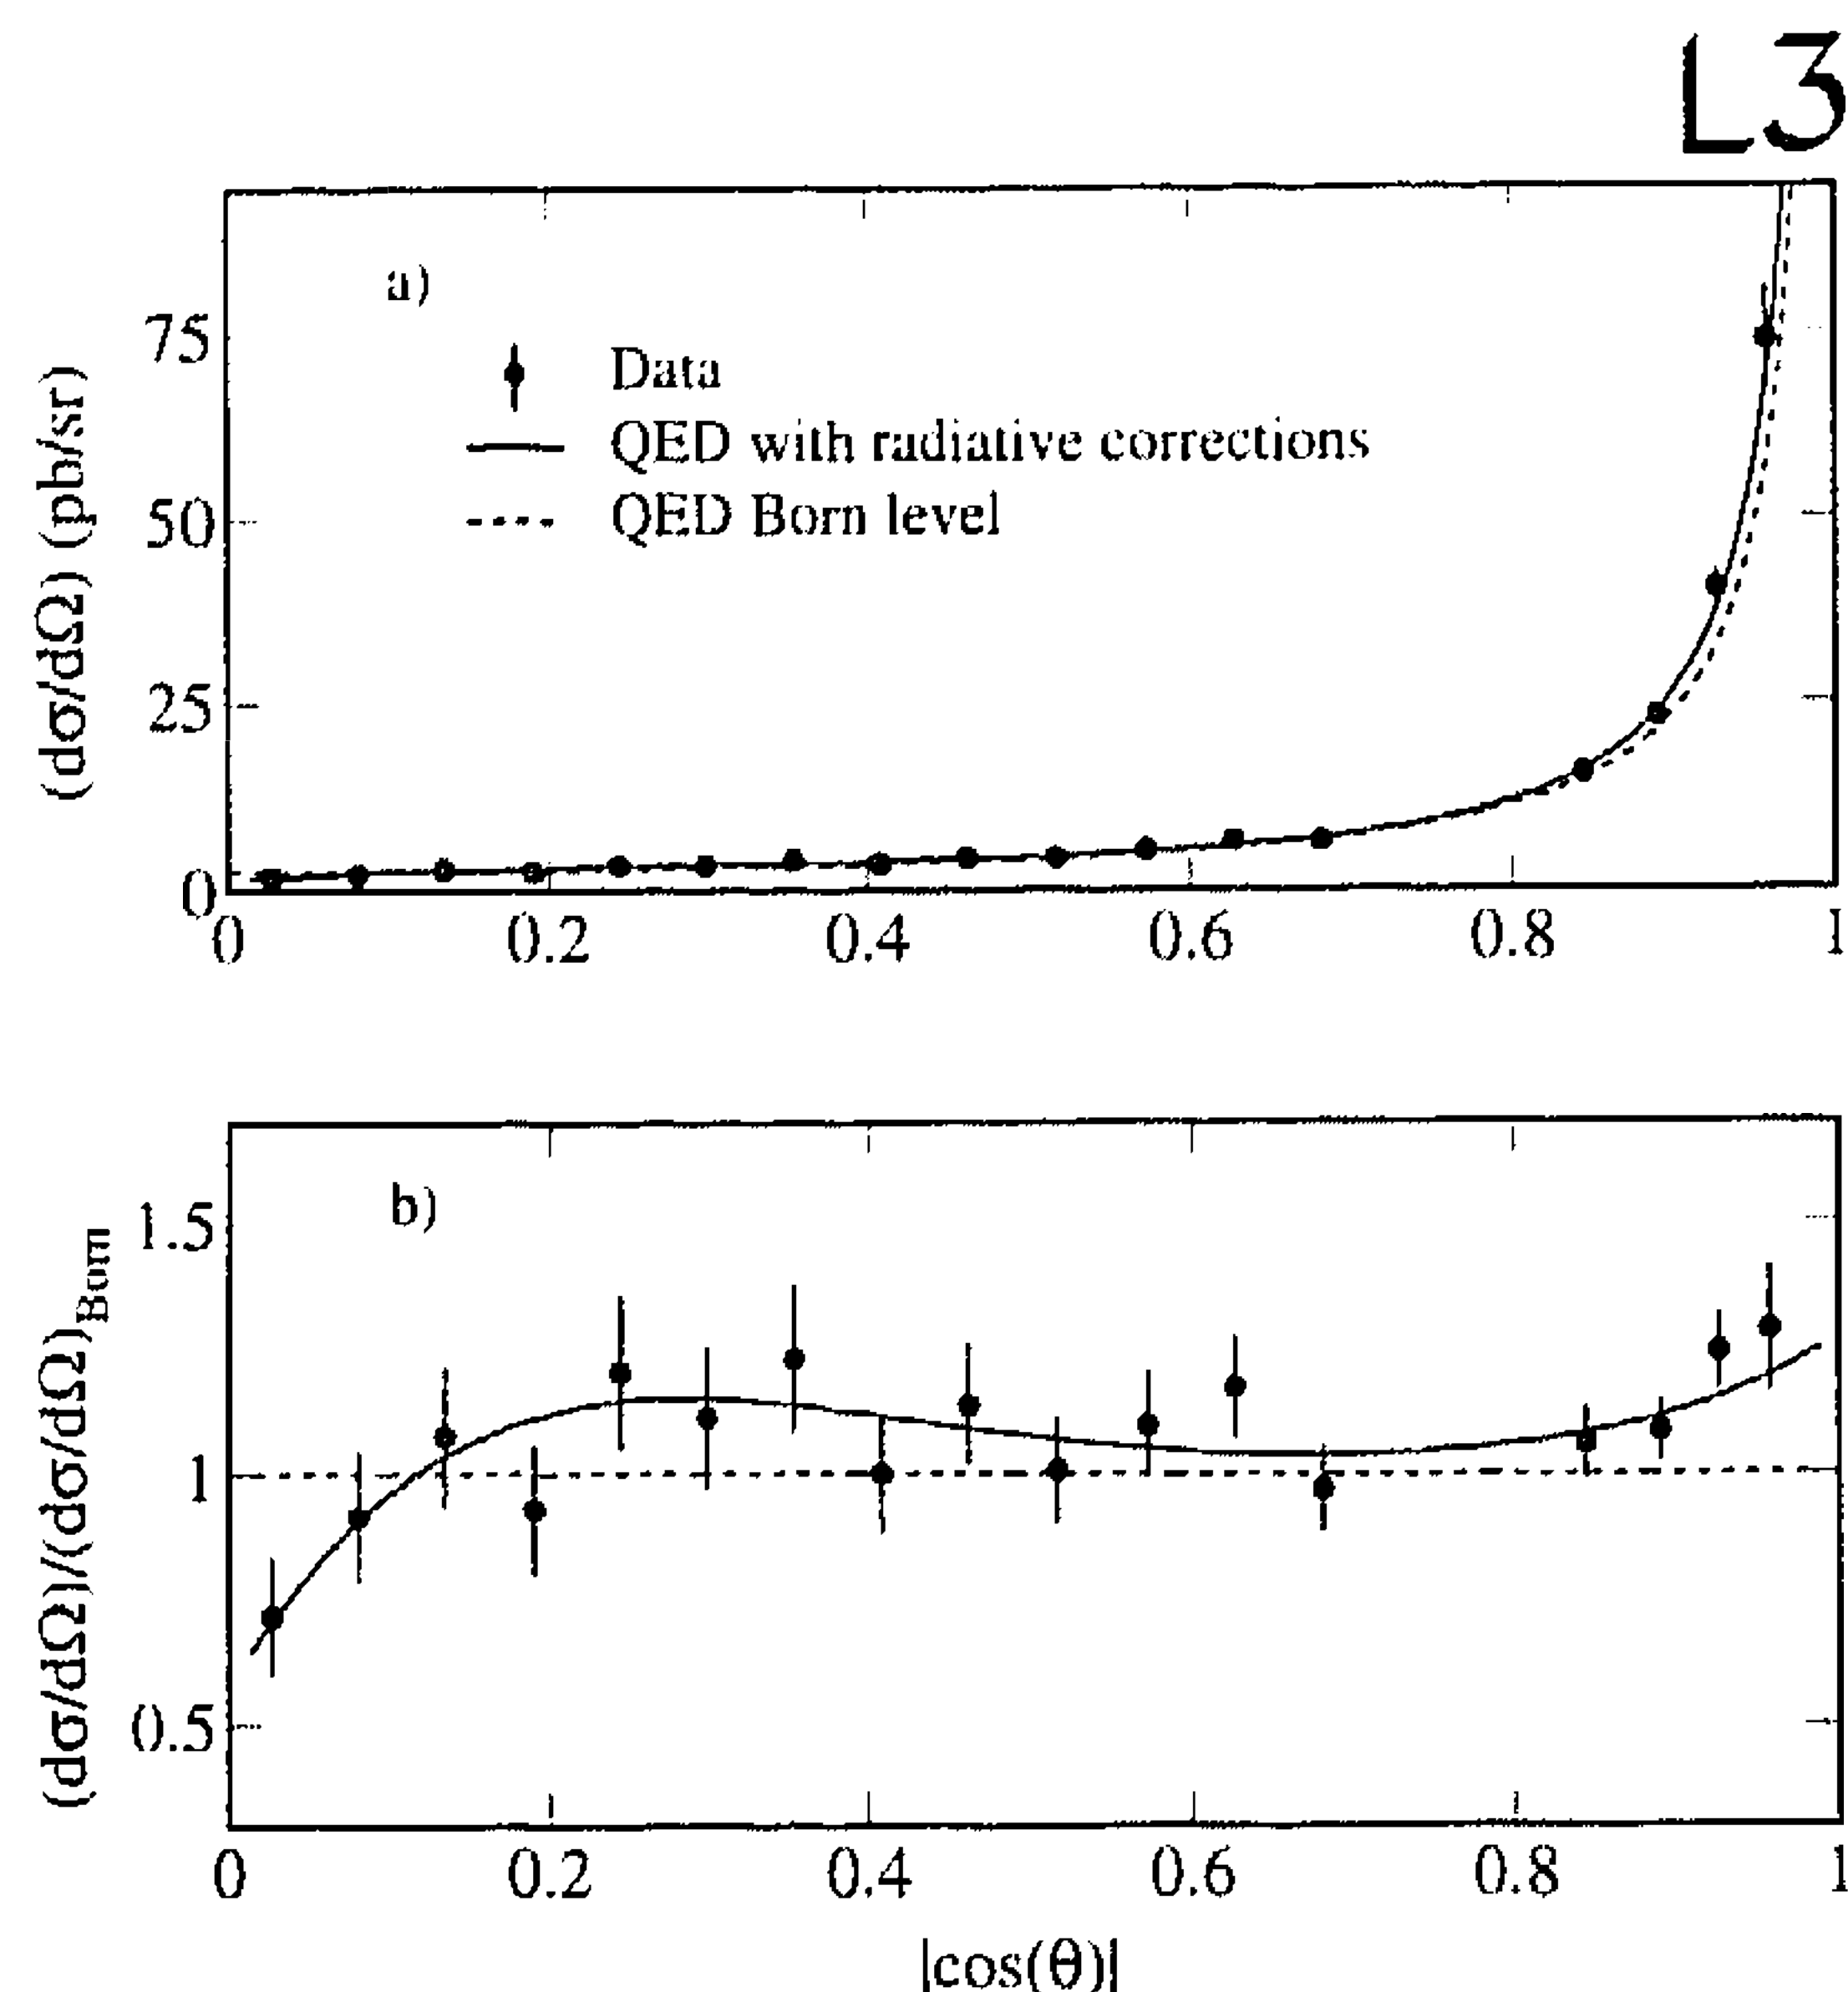 L3
a)
Data
QED with radiative corrections
QED Born level
(dσ/dΩ) (pb/sr)
75
50
25
0
0 0.2 0.4 0.6 0.8 1
b)
(dσ/dΩ)/(dσ/dΩ)Born
1.5
1
0.5
0 0.2 0.4 0.6 0.8 1
|cos(θ)|